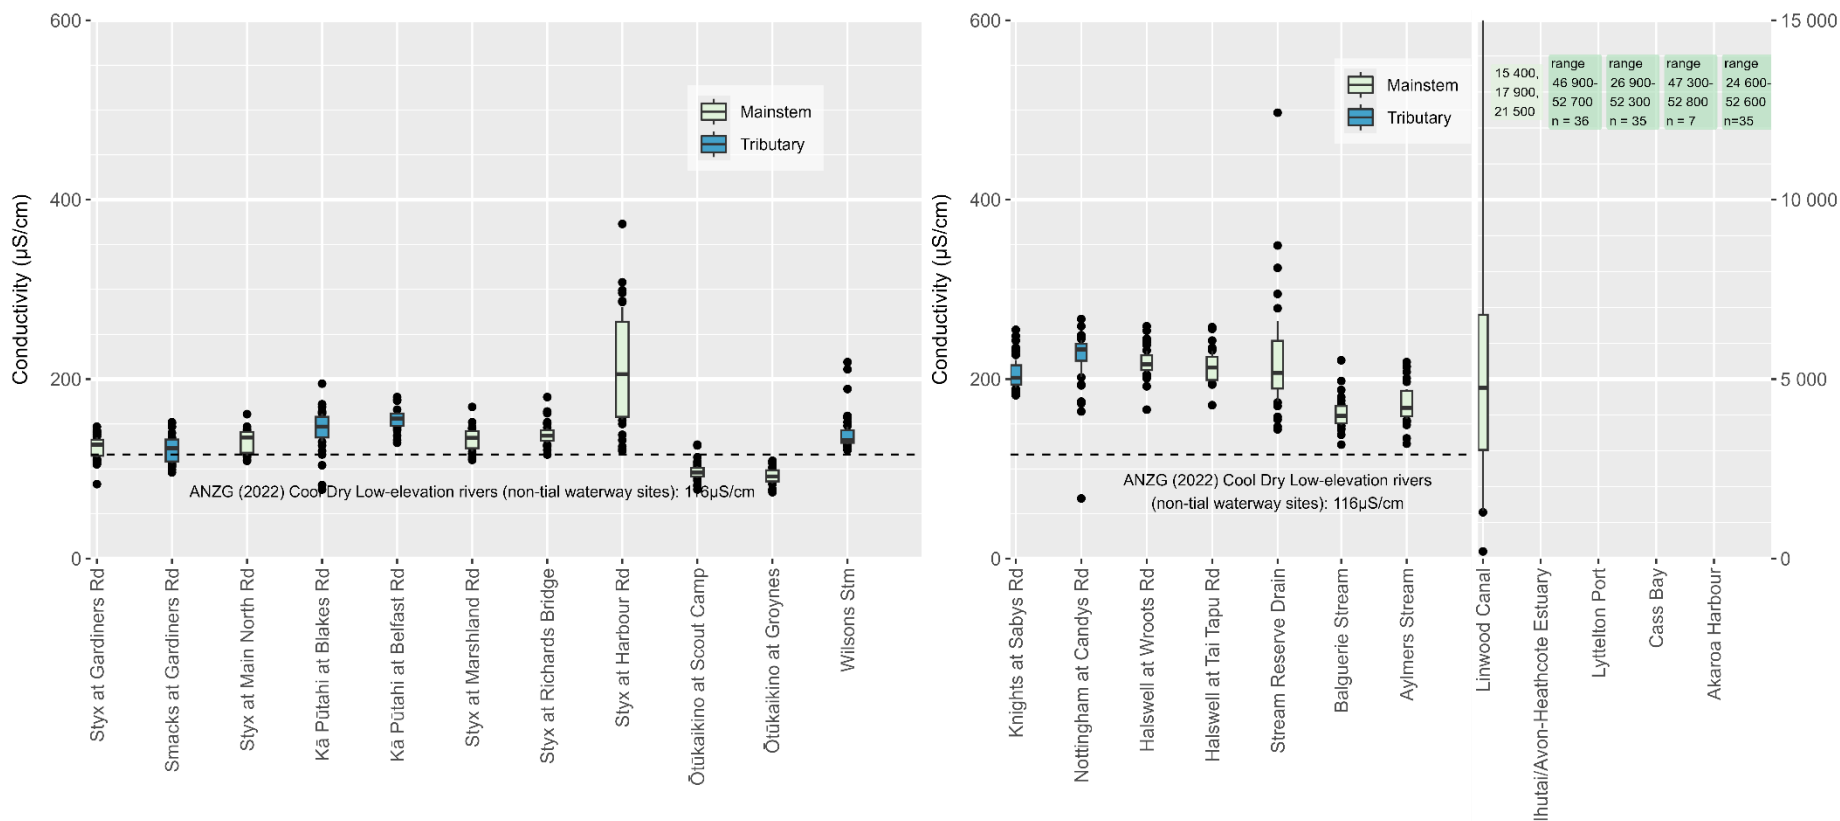 600
400
200
0
Conductivity (µS/cm)
Mainstem
Tributary
ANZG (2022) Cool Dry Low-elevation rivers (non-tial waterway sites): 116µS/cm
Styx at Gardiners Rd
Smacks at Gardiners Rd
Styx at Main North Rd
Kā Pūtahi at Blakes Rd
Kā Pūtahi at Belfast Rd
Styx at Marshland Rd
Styx at Richards Bridge
Styx at Harbour Rd
Ōtūkaikino at Scout Camp
Ōtūkaikino at Groynes
Wilsons Stm
600
400
200
0
Conductivity (µS/cm)
Mainstem
Tributary
ANZG (2022) Cool Dry Low-elevation rivers
(non-tial waterway sites): 116µS/cm
15 400,
17 900,
21 500
range
46 900-
52 700
n = 36
range
26 900-
52 300
n = 35
range
47 300-
52 800
n = 7
range
24 600-
52 600
n=35
15 000
10 000
5 000
0
Knights at Sabys Rd
Nottingham at Candys Rd
Halswell at Wroots Rd
Halswell at Tai Tapu Rd
Stream Reserve Drain
Balguerie Stream
Aylmers Stream
Linwood Canal
Ihutai/Avon-Heathcote Estuary
Lyttelton Port
Cass Bay
Akaroa Harbour